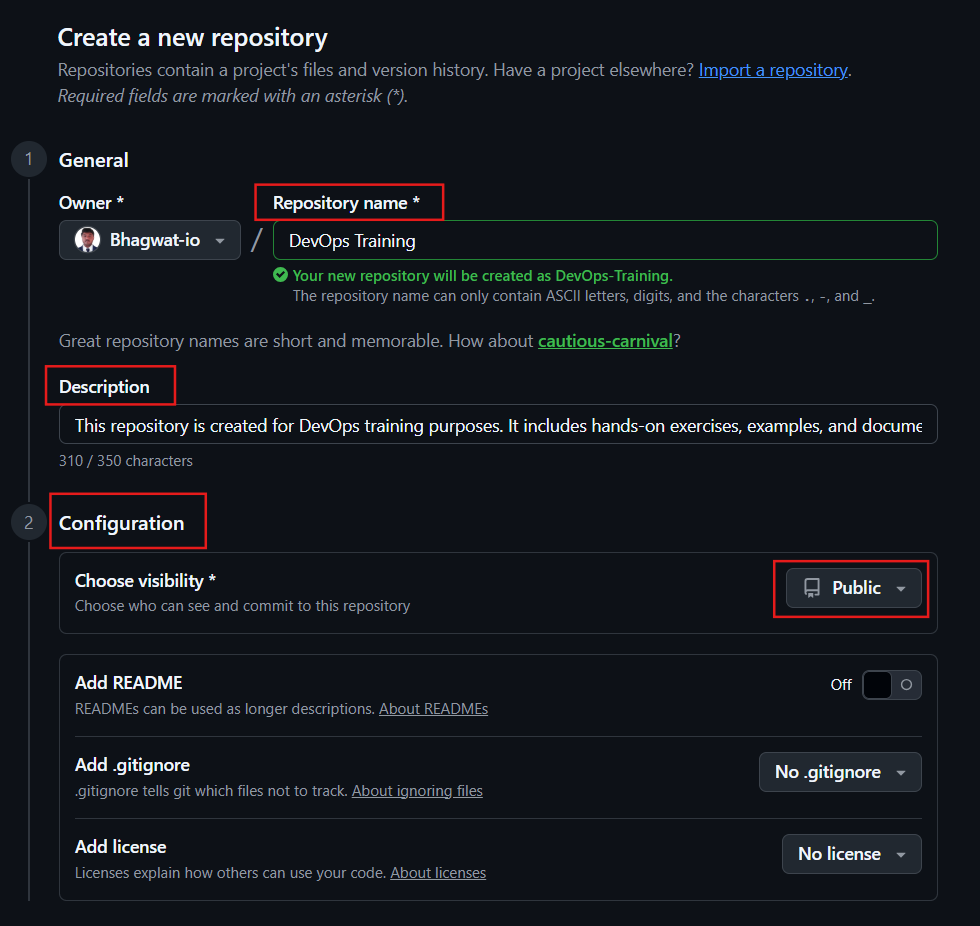 Create a new repository
Repositories contain a project's files and version history. Have a project elsewhere? Import a repository.
Required fields are marked with an asterisk (*).
1 General
Owner * Repository name *
Bhagwat-io / DevOps Training
Your new repository will be created as DevOps-Training.
The repository name can only contain ASCII letters, digits, and the characters ., -, and _.
Great repository names are short and memorable. How about cautious-carnival?
Description
This repository is created for DevOps training purposes. It includes hands-on exercises, examples, and docume
310 / 350 characters
2 Configuration
Choose visibility * Public
Choose who can see and commit to this repository
Add README Off
READMEs can be used as longer descriptions. About READMEs
Add .gitignore No .gitignore
.gitignore tells git which files not to track. About ignoring files
Add license No license
Licenses explain how others can use your code. About licenses